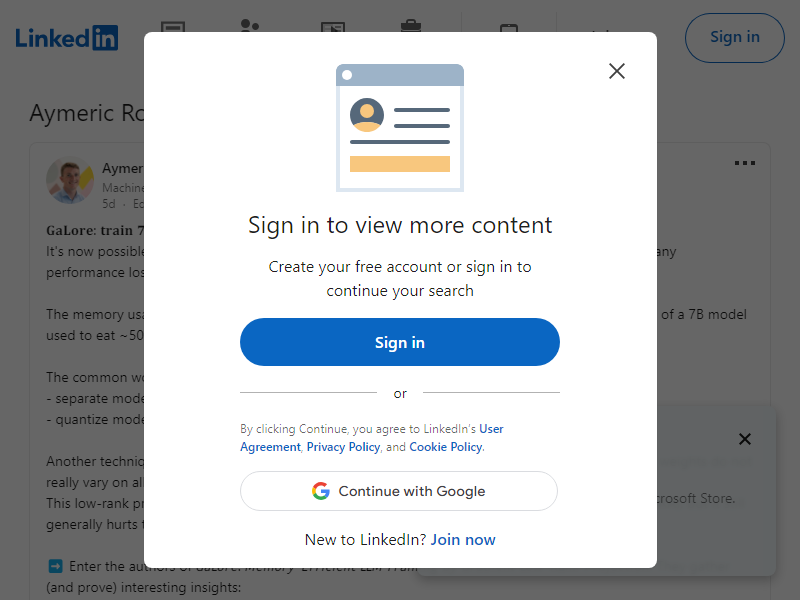 Linked in
Sign in
Aymeric Ro
Aymer
Machine
5d · Ed
GaLore: train 7
It's now possible
any
performance los
The memory usa
of a 7B model
used to eat ~50
The common wo
- separate mode
- quantize mode
Another techniq
really vary on all
This low-rank pr
generally hurts t
crosoft Store.
Enter the authors of GaLore: Memory-Efficient LLM Train
(and prove) interesting insights:
Sign in to view more content
Create your free account or sign in to
continue your search
Sign in
or
By clicking Continue, you agree to LinkedIn's User
Agreement, Privacy Policy, and Cookie Policy.
Continue with Google
New to LinkedIn? Join now